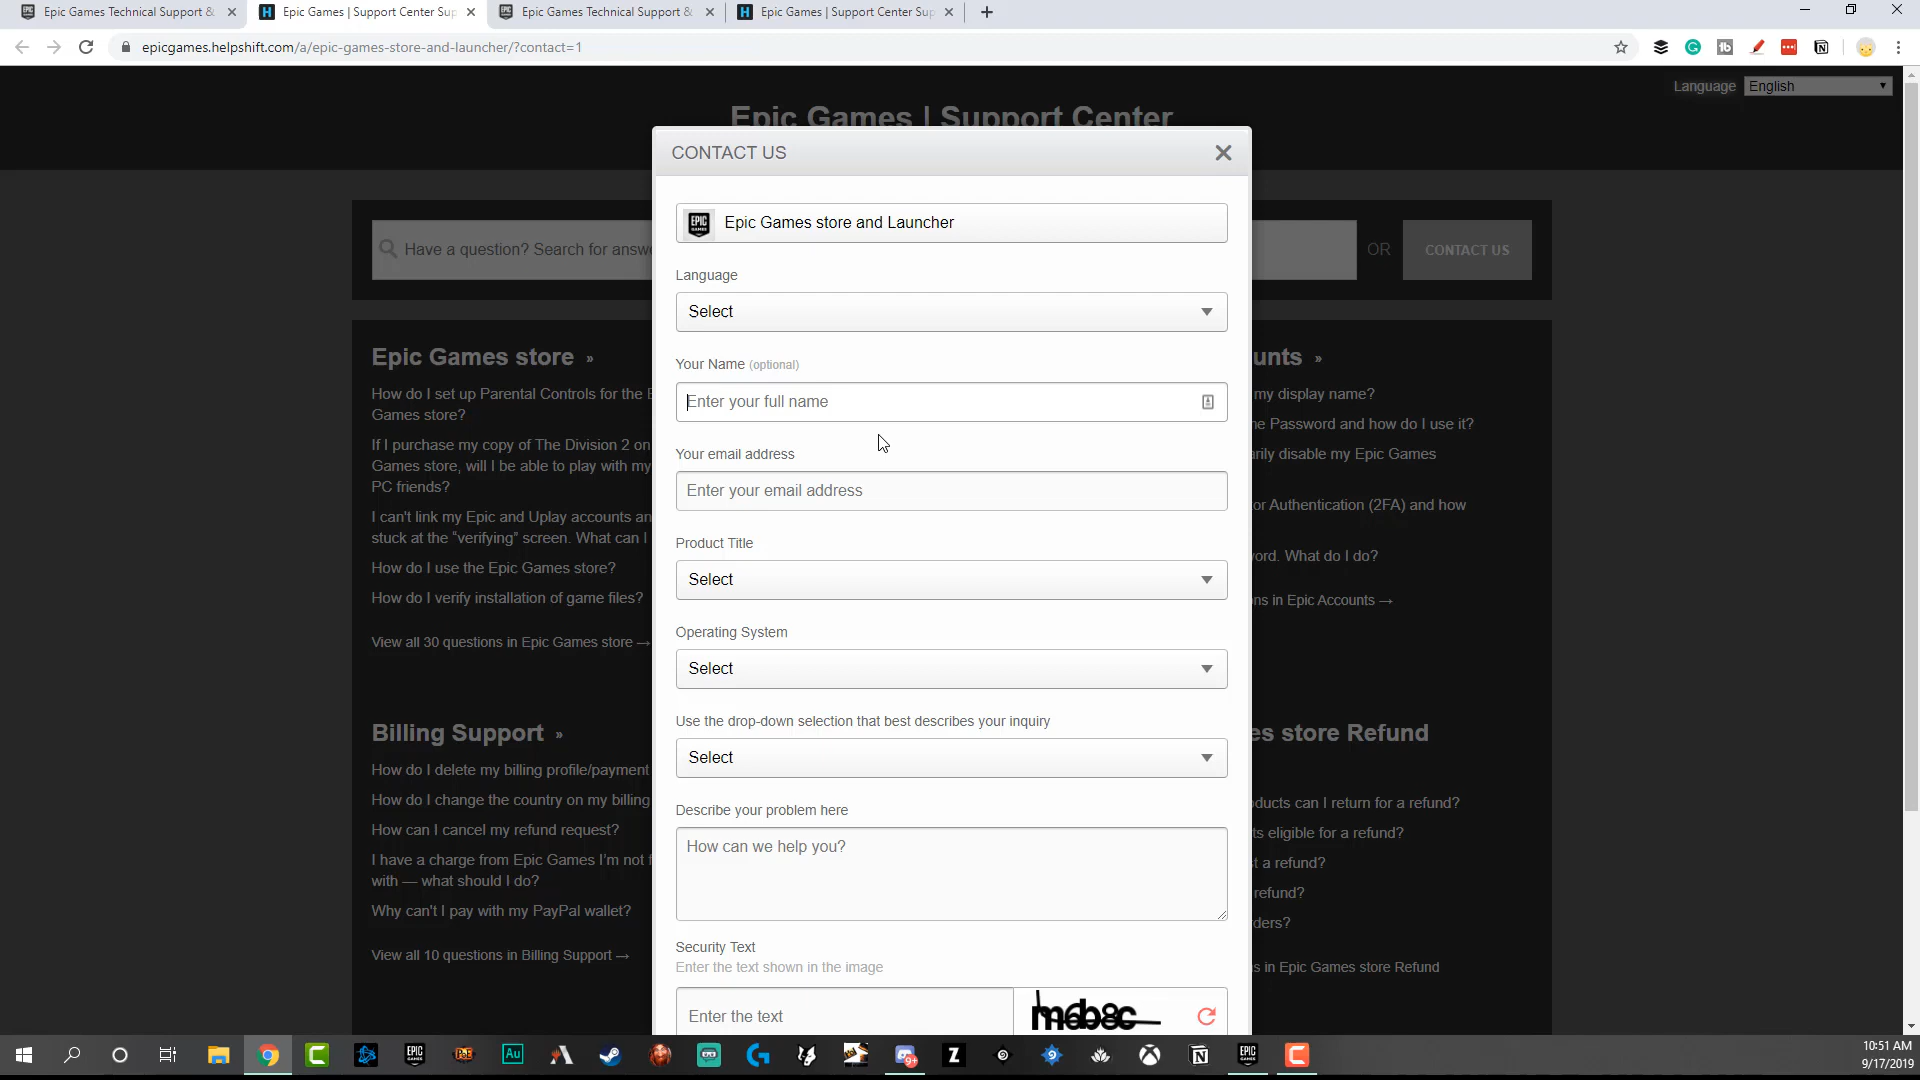 Epic Games Technical Support &
Epic Games | Support Center Sup
Epic Games Technical Support &
Epic Games | Support Center Sup
epicgames.helpshift.com/a/epic-games-store-and-launcher/?contact=1
Language English
Epic Games | Support Center
CONTACT US
Epic Games store and Launcher
Have a question? Search for answe
OR
CONTACT US
Language
Select
Epic Games store »
unts »
Your Name (optional)
Enter your full name
How do I set up Parental Controls for the E
Games store?
my display name?
If I purchase my copy of The Division 2 on
Games store, will I be able to play with my
PC friends?
ne Password and how do I use it?
arily disable my Epic Games
Your email address
Enter your email address
I can't link my Epic and Uplay accounts an
stuck at the “verifying” screen. What can I
or Authentication (2FA) and how
Product Title
Select
vord. What do I do?
How do I use the Epic Games store?
How do I verify installation of game files?
ns in Epic Accounts →
View all 30 questions in Epic Games store →
Operating System
Select
Use the drop-down selection that best describes your inquiry
Select
Billing Support »
es store Refund
How do I delete my billing profile/payment
How do I change the country on my billing
How can I cancel my refund request?
I have a charge from Epic Games I’m not f
with — what should I do?
Why can't I pay with my PayPal wallet?
View all 10 questions in Billing Support →
Describe your problem here
How can we help you?
ducts can I return for a refund?
ts eligible for a refund?
t a refund?
refund?
ders?
s in Epic Games store Refund
Security Text
Enter the text shown in the image
Enter the text
10:51 AM
9/17/2019